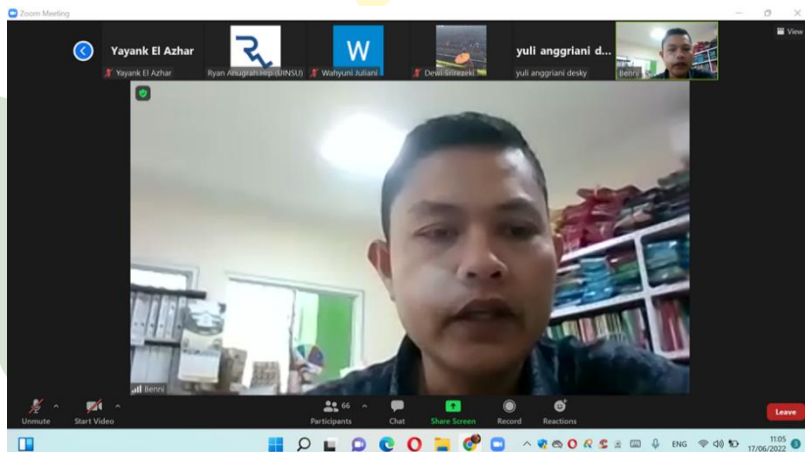 Zoom Meeting
View
Yayank El Azhar
W
yuli anggriani d...
Yayank El Azhar
Ryan Anugrah Hrp (UINSU)
Wahyuni Juliani
Dewi Srirezeki
yuli anggriani desky
Benni
Benni
66
Unmute
Start Video
Participants
Chat
Share Screen
Record
Reactions
Leave
ENG
11:05
17/06/2022
3